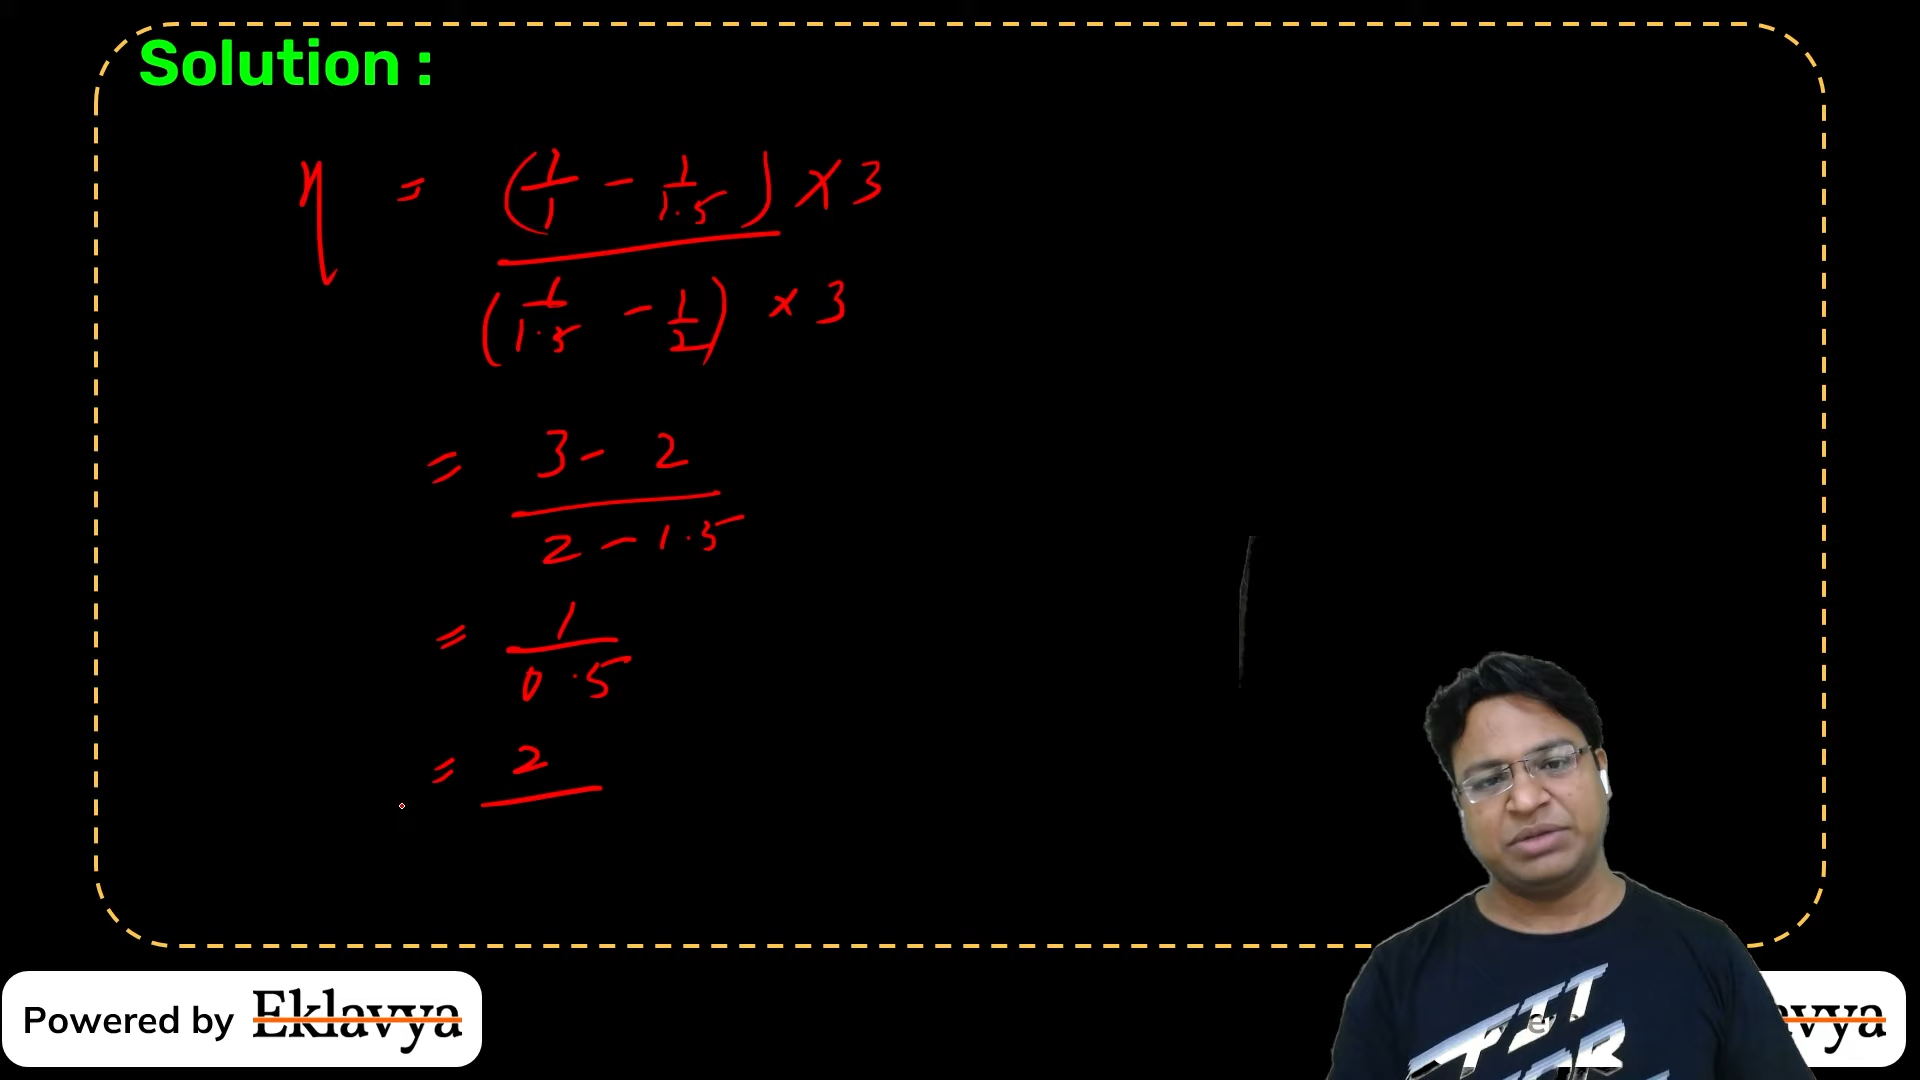 Solution :
η = (1/1 - 1/1.5) × 3
(1/1.5 - 1/2) × 3
= 3 - 2
2 - 1.5
= 1
0.5
= 2
Powered by Eklavya
avya